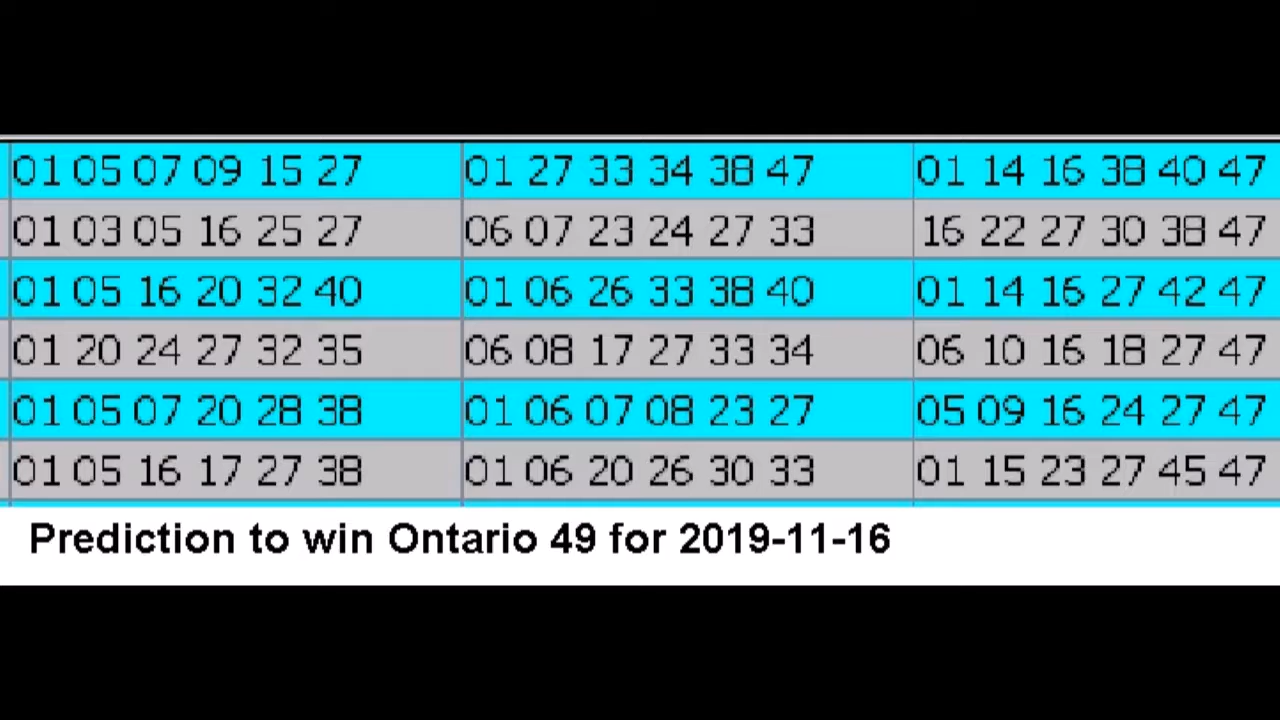 01 05 07 09 15 27 01 27 33 34 38 47 01 14 16 38 40 47
01 03 05 16 25 27 06 07 23 24 27 33 16 22 27 30 38 47
01 05 16 20 32 40 01 06 26 33 38 40 01 14 16 27 42 47
01 20 24 27 32 35 06 08 17 27 33 34 06 10 16 18 27 47
01 05 07 20 28 38 01 06 07 08 23 27 05 09 16 24 27 47
01 05 16 17 27 38 01 06 20 26 30 33 01 15 23 27 45 47
Prediction to win Ontario 49 for 2019-11-16